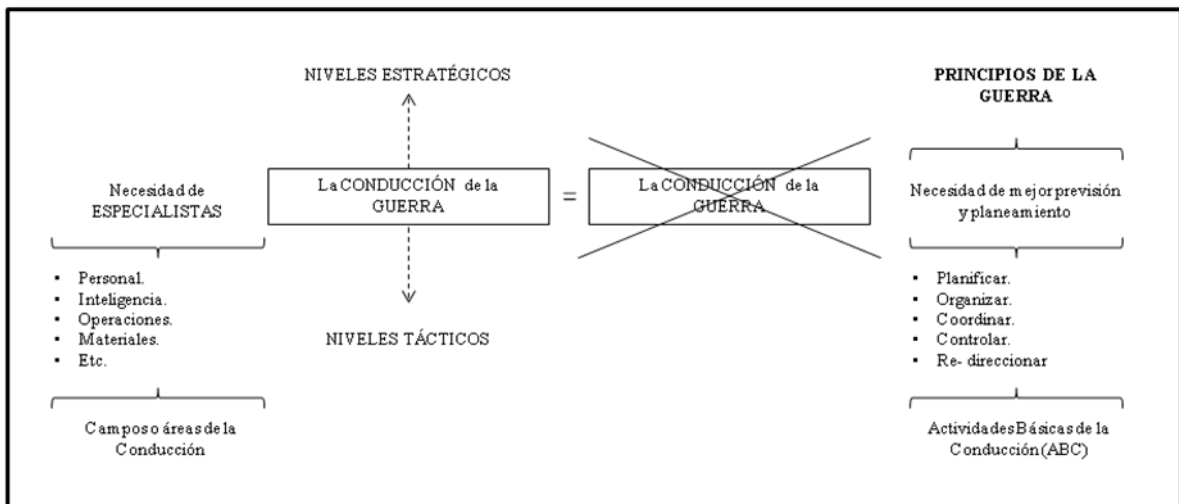 NIVELES ESTRATÉGICOS
PRINCIPIOS DE LA
GUERRA
Necesidad de
ESPECIALISTAS
La CONDUCCIÓN de la
GUERRA
=
La CONDUCCIÓN de la
GUERRA
Necesidad de mejor previsión
y planeamiento
▪ Personal.
▪ Inteligencia.
▪ Operaciones.
▪ Materiales.
▪ Etc.
NIVELES TÁCTICOS
▪ Planificar.
▪ Organizar.
▪ Coordinar.
▪ Controlar.
▪ Re- direccionar
Campos o áreas de la
Conducción
Actividades Básicas de la
Conducción (ABC)